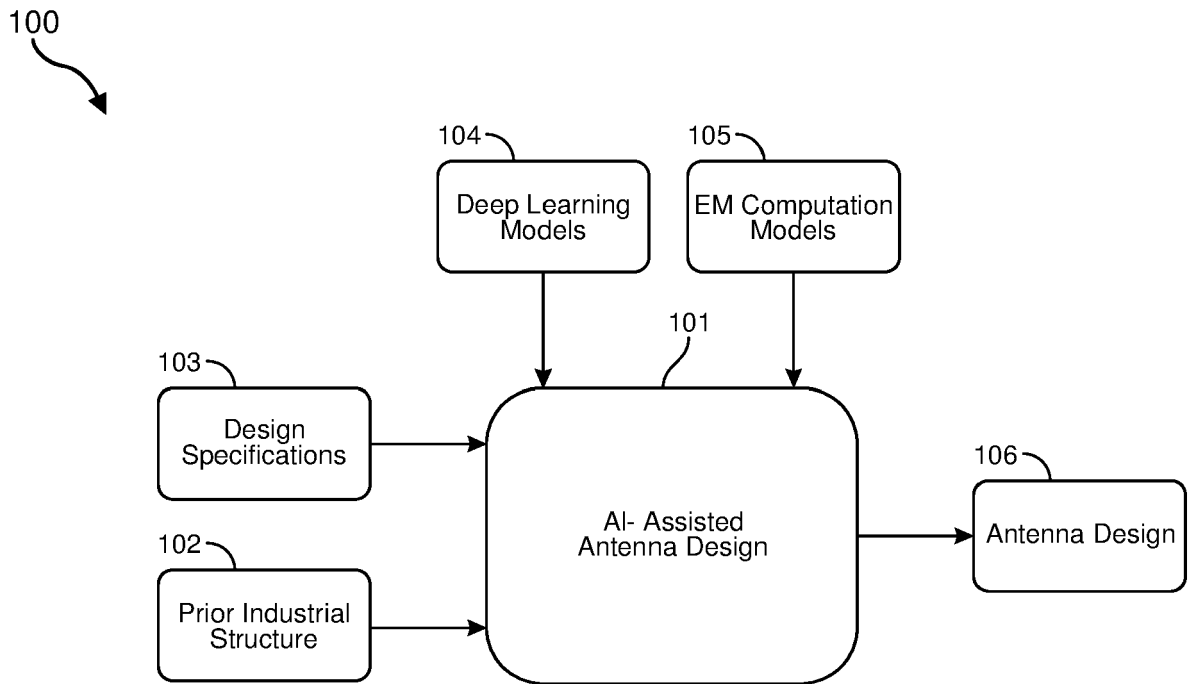 100
104
Deep Learning
Models
105
EM Computation
Models
101
103
Design
Specifications
102
Prior Industrial
Structure
AI- Assisted
Antenna Design
106
Antenna Design